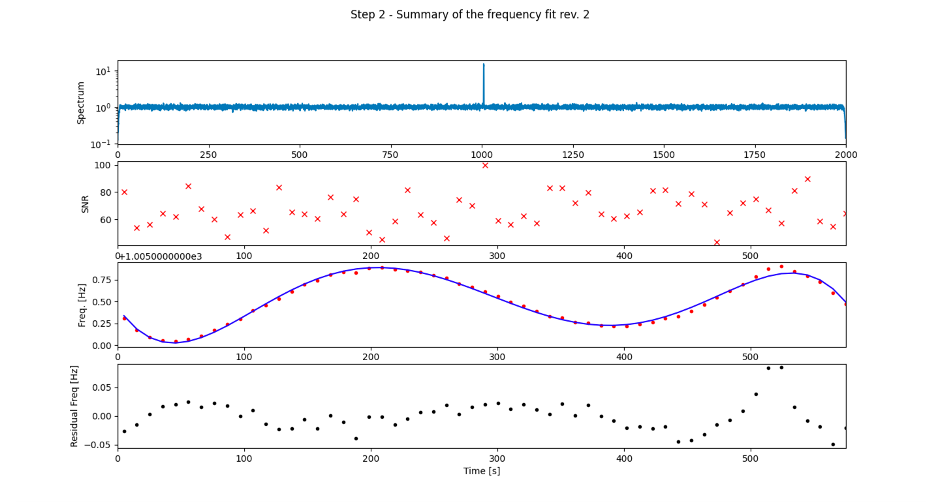 Step 2 - Summary of the frequency fit rev. 2
Spectrum
10¹
10⁰
10⁻¹
0 250 500 750 1000 1250 1500 1750 2000
SNR
100
80
60
0 100 200 300 400 500
+1.0050000000e3
Freq. [Hz]
0.75
0.50
0.25
0.00
0 100 200 300 400 500
Residual Freq [Hz]
0.05
0.00
−0.05
0 100 200 300 400 500
Time [s]